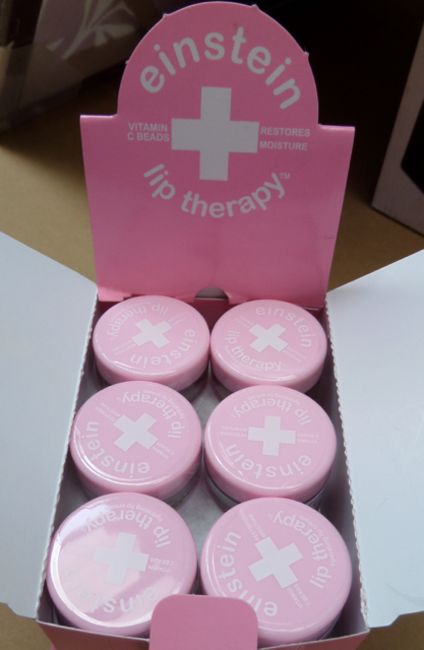 einstein
VITAMIN
C BEADS
RESTORES
MOISTURE
lip therapy™
einstein
lip therapy
einstein
lip therapy
einstein
lip therapy
einstein
lip therapy
einstein
lip therapy
einstein
lip therapy